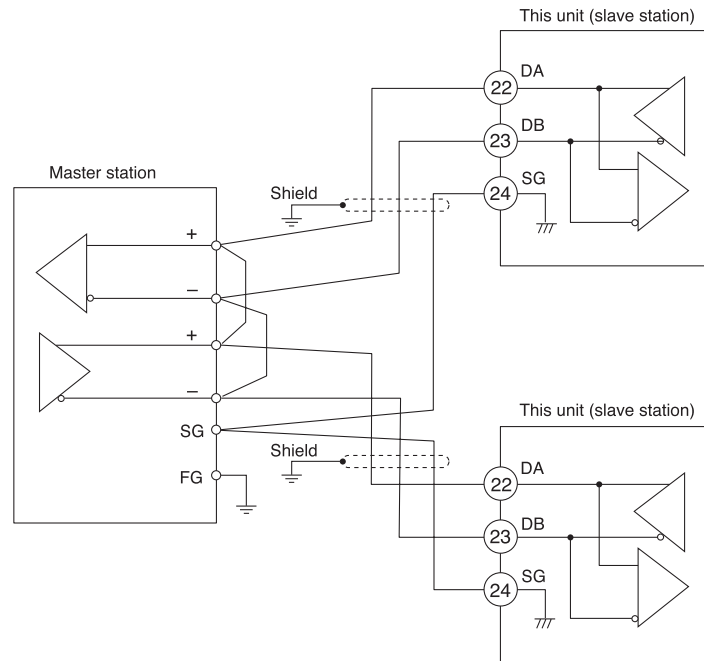 This unit (slave station)
22 DA
23 DB
24 SG
Master station
Shield
+
−
+
−
SG
FG
This unit (slave station)
Shield
22 DA
23 DB
24 SG